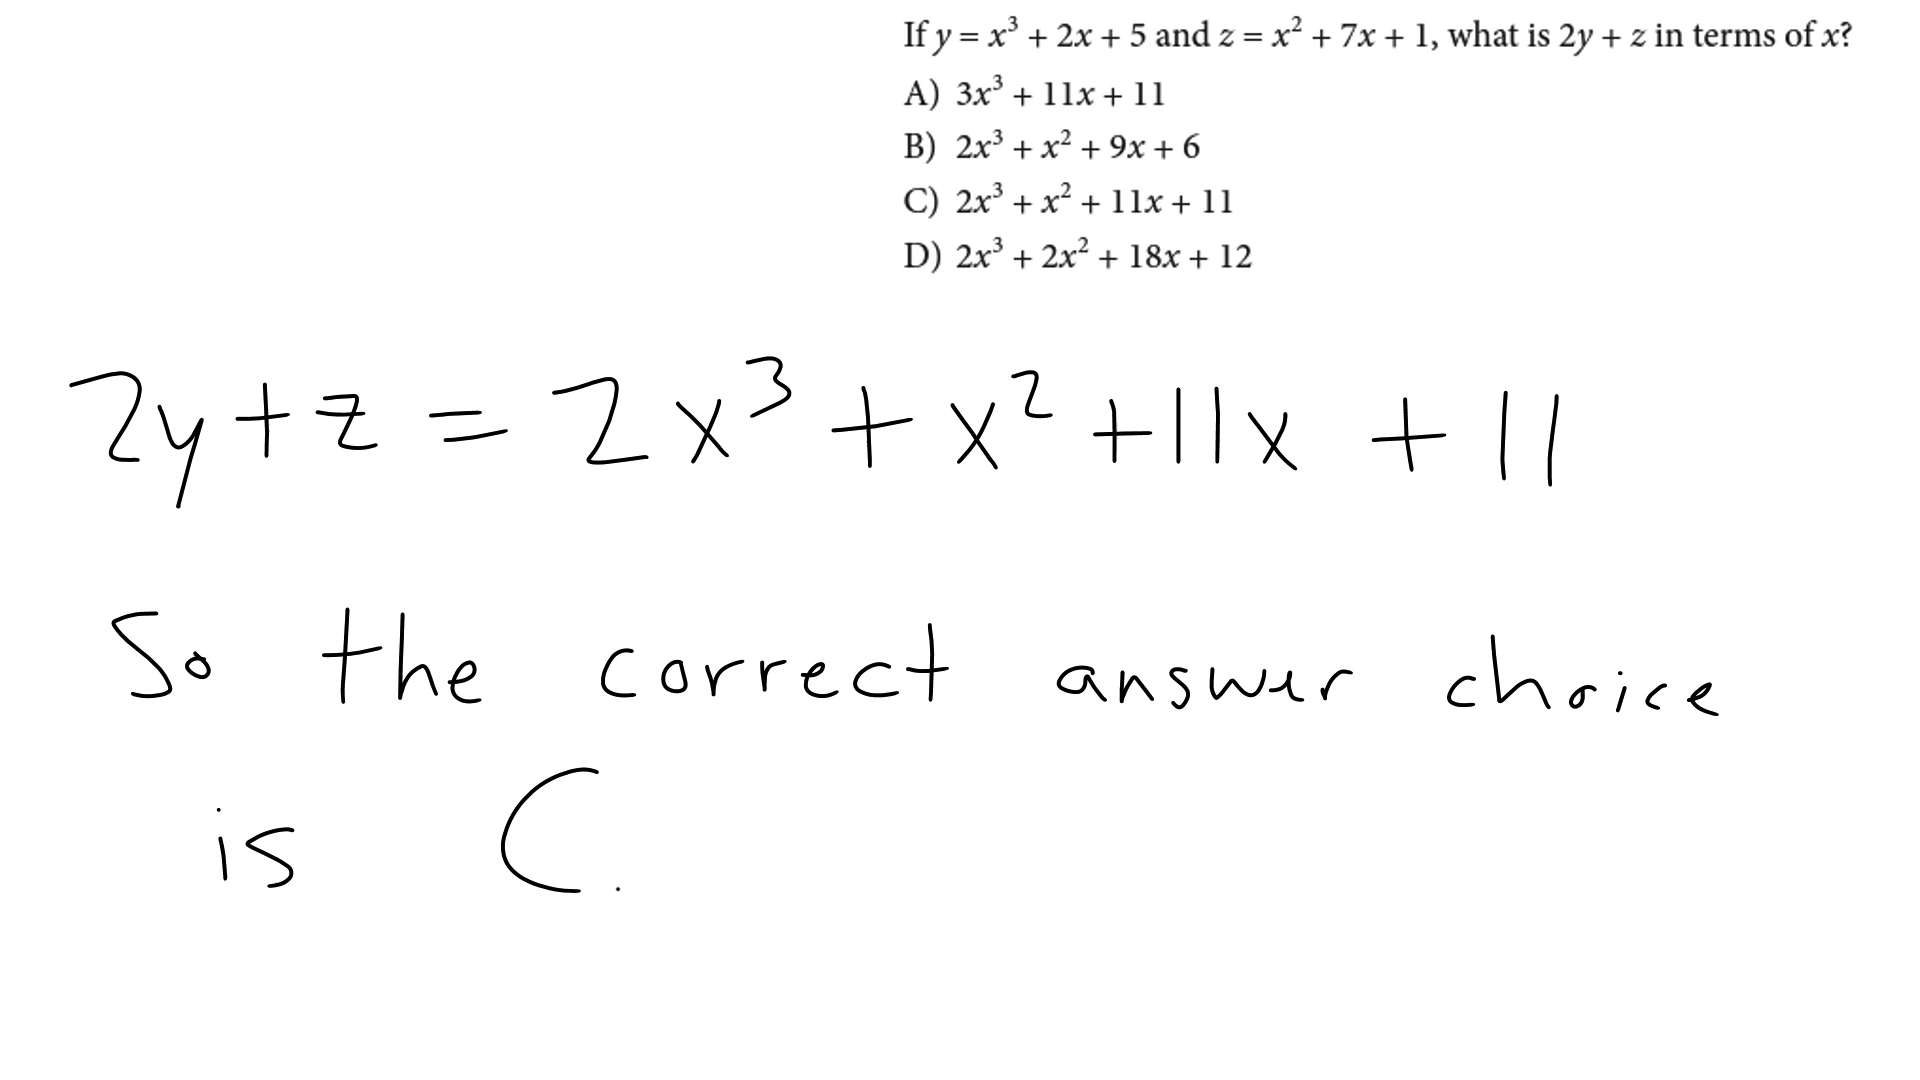 If y = x³ + 2x + 5 and z = x² + 7x + 1, what is 2y + z in terms of x?
A) 3x³ + 11x + 11
B) 2x³ + x² + 9x + 6
C) 2x³ + x² + 11x + 11
D) 2x³ + 2x² + 18x + 12
2y+z = 2x³ + x² +11x + 11
So the correct answer choice
is C.